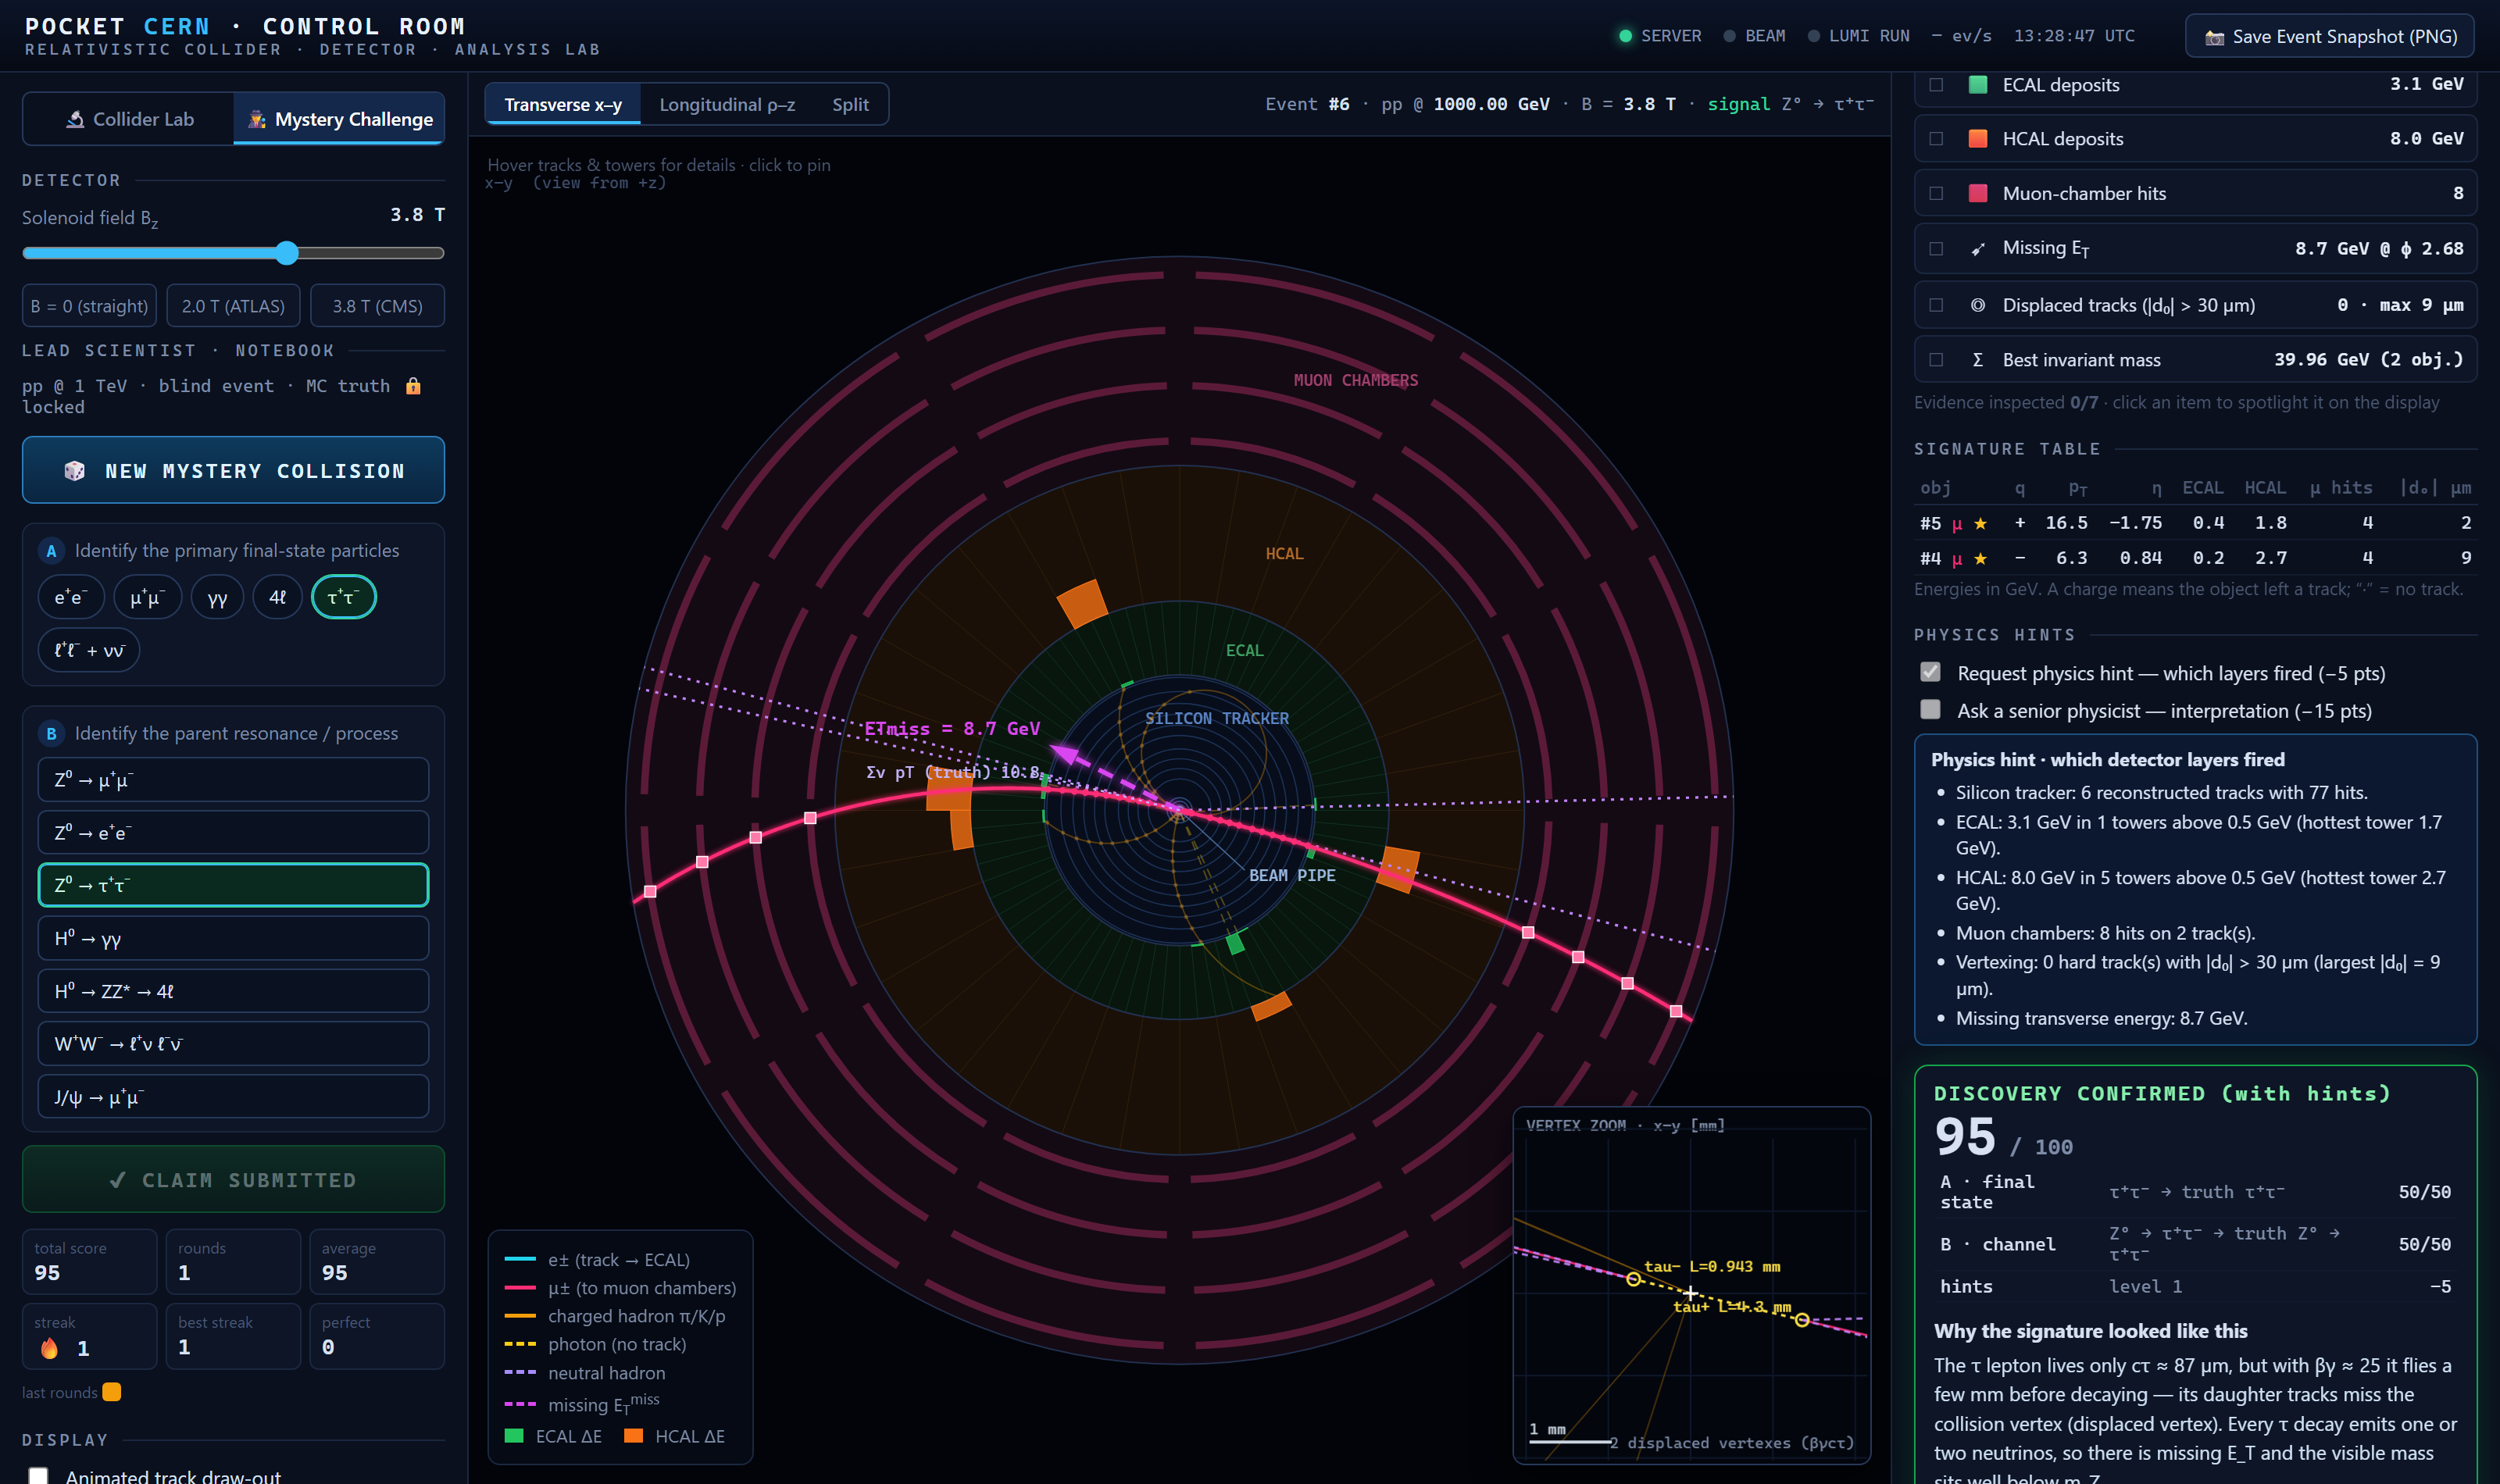 POCKET CERN · CONTROL ROOM
RELATIVISTIC COLLIDER · DETECTOR · ANALYSIS LAB
SERVER BEAM LUMI RUN — ev/s 13:28:47 UTC
Save Event Snapshot (PNG)
Collider Lab
Mystery Challenge
DETECTOR
Solenoid field Bz 3.8 T
B = 0 (straight)
2.0 T (ATLAS)
3.8 T (CMS)
LEAD SCIENTIST · NOTEBOOK
pp @ 1 TeV · blind event · MC truth 🔒
locked
NEW MYSTERY COLLISION
A Identify the primary final-state particles
e⁺e⁻
μ⁺μ⁻
γγ
4ℓ
τ⁺τ⁻
ℓ⁺ℓ⁻ + νν̄
B Identify the parent resonance / process
Z⁰ → μ⁺μ⁻
Z⁰ → e⁺e⁻
Z⁰ → τ⁺τ⁻
H⁰ → γγ
H⁰ → ZZ* → 4ℓ
W⁺W⁻ → ℓ⁺ν ℓ⁻ν̄
J/ψ → μ⁺μ⁻
✓ CLAIM SUBMITTED
total score
95
rounds
1
average
95
streak
🔥 1
best streak
1
perfect
0
last rounds
DISPLAY
Animated track draw-out
Transverse x–y
Longitudinal ρ–z
Split
Event #6 · pp @ 1000.00 GeV · B = 3.8 T · signal Z⁰ → τ⁺τ⁻
Hover tracks & towers for details · click to pin
x–y (view from +z)
MUON CHAMBERS
HCAL
ECAL
SILICON TRACKER
ETmiss = 8.7 GeV
Σν pT (truth) 10.8
BEAM PIPE
e± (track → ECAL)
μ± (to muon chambers)
charged hadron π/K/p
photon (no track)
neutral hadron
missing E_T^miss
ECAL ΔE
HCAL ΔE
VERTEX ZOOM · x–y [mm]
tau− L=0.943 mm
tau+ L=4.3 mm
1 mm
2 displaced vertexes (βγcτ)
ECAL deposits 3.1 GeV
HCAL deposits 8.0 GeV
Muon-chamber hits 8
Missing E_T 8.7 GeV @ ϕ 2.68
Displaced tracks (|d₀| > 30 μm) 0 · max 9 μm
Σ Best invariant mass 39.96 GeV (2 obj.)
Evidence inspected 0/7 · click an item to spotlight it on the display
SIGNATURE TABLE
obj q p_T η ECAL HCAL μ hits |d₀| μm
#5 μ ★ + 16.5 −1.75 0.4 1.8 4 2
#4 μ ★ − 6.3 0.84 0.2 2.7 4 9
Energies in GeV. A charge means the object left a track; “·” = no track.
PHYSICS HINTS
Request physics hint — which layers fired (−5 pts)
Ask a senior physicist — interpretation (−15 pts)
Physics hint · which detector layers fired
• Silicon tracker: 6 reconstructed tracks with 77 hits.
• ECAL: 3.1 GeV in 1 towers above 0.5 GeV (hottest tower 1.7
GeV).
• HCAL: 8.0 GeV in 5 towers above 0.5 GeV (hottest tower 2.7
GeV).
• Muon chambers: 8 hits on 2 track(s).
• Vertexing: 0 hard track(s) with |d₀| > 30 μm (largest |d₀| = 9
μm).
• Missing transverse energy: 8.7 GeV.
DISCOVERY CONFIRMED (with hints)
95 / 100
A · final
state
τ⁺τ⁻ → truth τ⁺τ⁻ 50/50
B · channel
Z⁰ → τ⁺τ⁻ → truth Z⁰ →
τ⁺τ⁻
50/50
hints level 1 −5
Why the signature looked like this
The τ lepton lives only cτ ≈ 87 μm, but with βγ ≈ 25 it flies a
few mm before decaying — its daughter tracks miss the
collision vertex (displaced vertex). Every τ decay emits one or
two neutrinos, so there is missing E_T and the visible mass
sits well below m_Z.